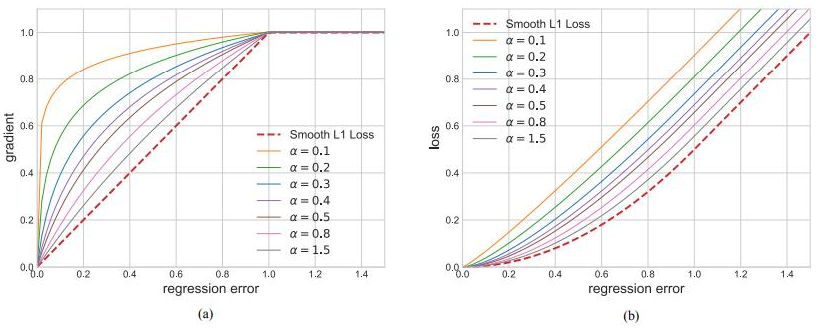 gradient
1.0
0.8
0.6
0.4
0.2
0.0
0.0 0.2 0.4 0.6 0.8 1.0 1.2 1.4
regression error
Smooth L1 Loss
α = 0.1
α = 0.2
α = 0.3
α = 0.4
α = 0.5
α = 0.8
α = 1.5
(a)
loss
1.0
0.8
0.6
0.4
0.2
0.0
0.0 0.2 0.4 0.6 0.8 1.0 1.2 1.4
regression error
Smooth L1 Loss
α = 0.1
α = 0.2
α − 0.3
α = 0.4
α = 0.5
α = 0.8
α = 1.5
(b)